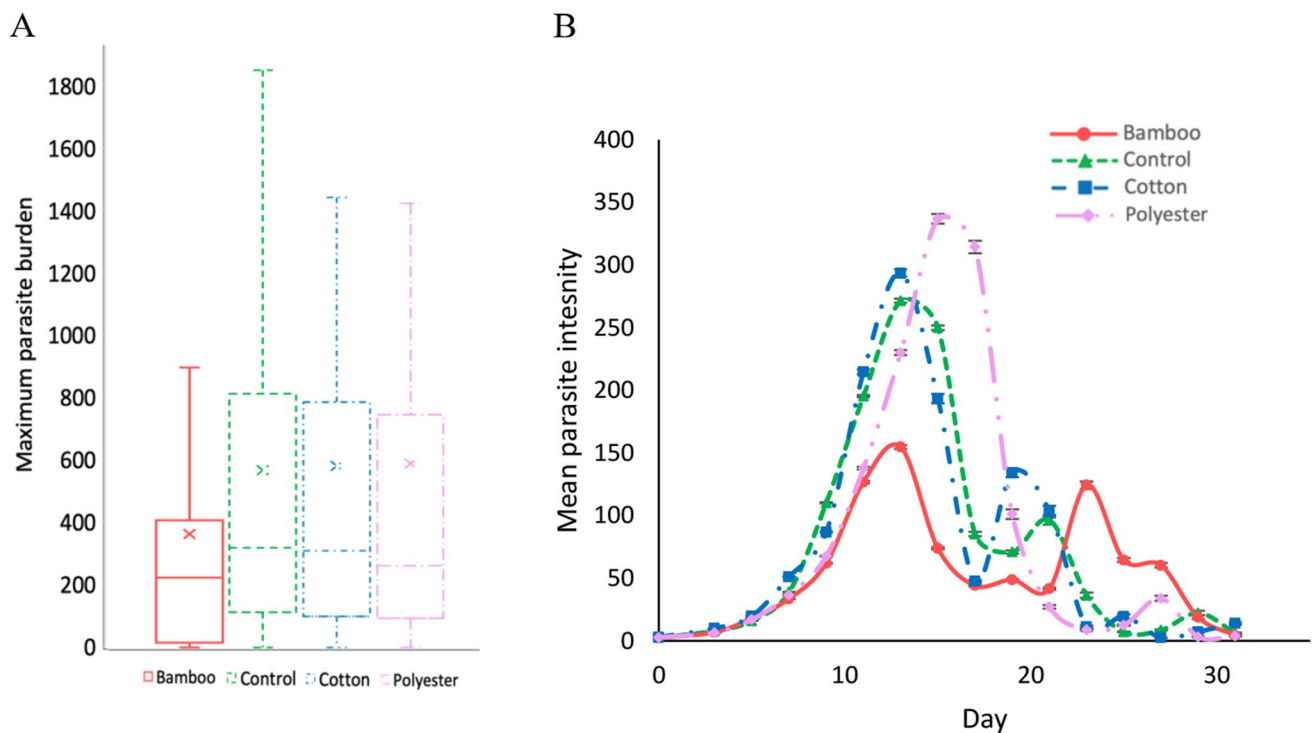 A
Maximum parasite burden
1800
1600
1400
1200
1000
800
600
400
200
0
Bamboo Control Cotton Polyester
B
Mean parasite intesnity
400
350
300
250
200
150
100
50
0
0 10 20 30
Day
Bamboo
Control
Cotton
Polyester